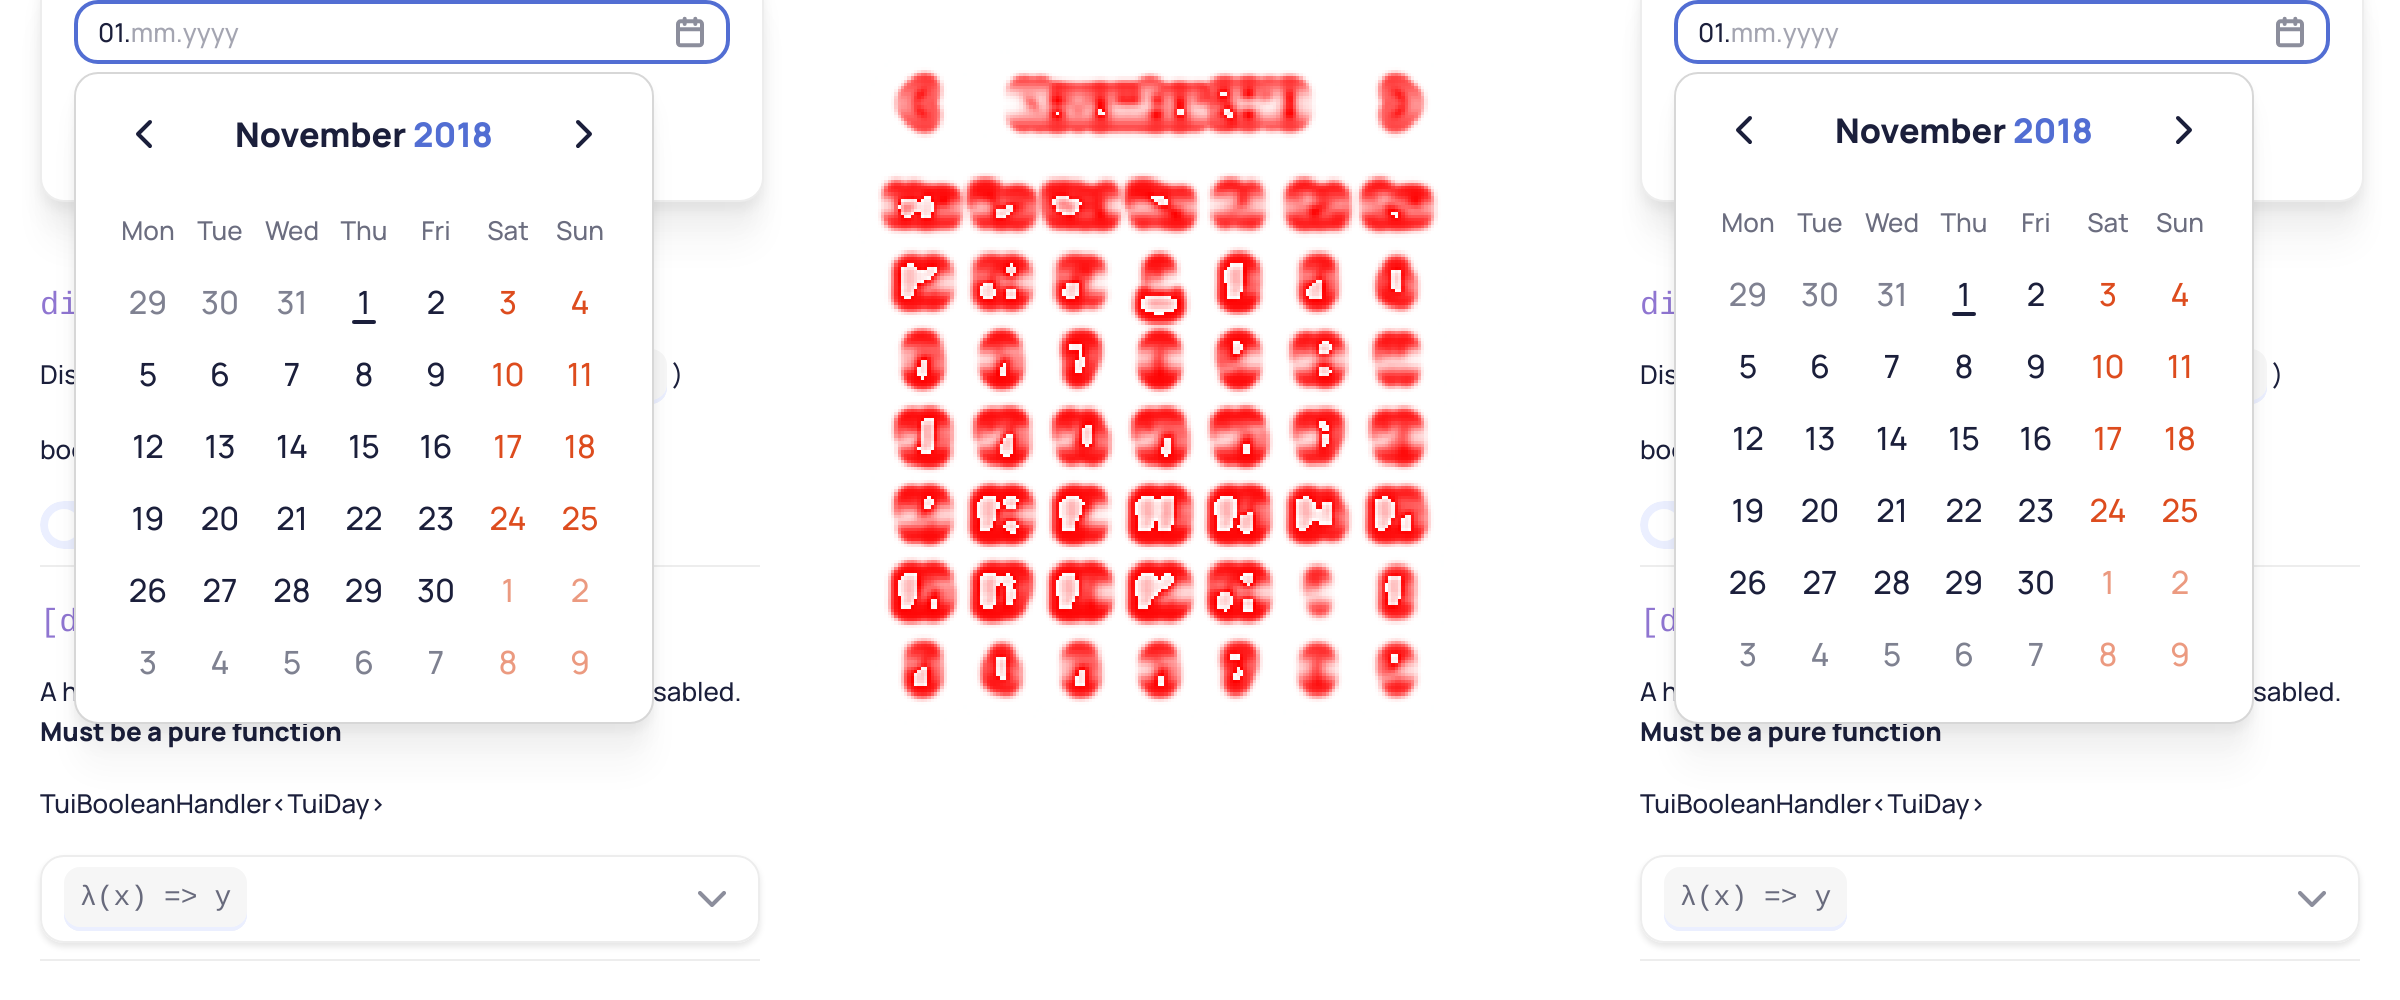 01.mm.yyyy
November 2018
Mon Tue Wed Thu Fri Sat Sun
di
29 30 31 1 2 3 4
Dis
5 6 7 8 9 10 11
)
boo
12 13 14 15 16 17 18
19 20 21 22 23 24 25
26 27 28 29 30 1 2
[d
3 4 5 6 7 8 9
A h
sabled.
Must be a pure function
TuiBooleanHandler<TuiDay>
λ(x) => y
01.mm.yyyy
November 2018
Mon Tue Wed Thu Fri Sat Sun
di
29 30 31 1 2 3 4
Dis
5 6 7 8 9 10 11
)
boo
12 13 14 15 16 17 18
19 20 21 22 23 24 25
26 27 28 29 30 1 2
[d
3 4 5 6 7 8 9
A h
sabled.
Must be a pure function
TuiBooleanHandler<TuiDay>
λ(x) => y